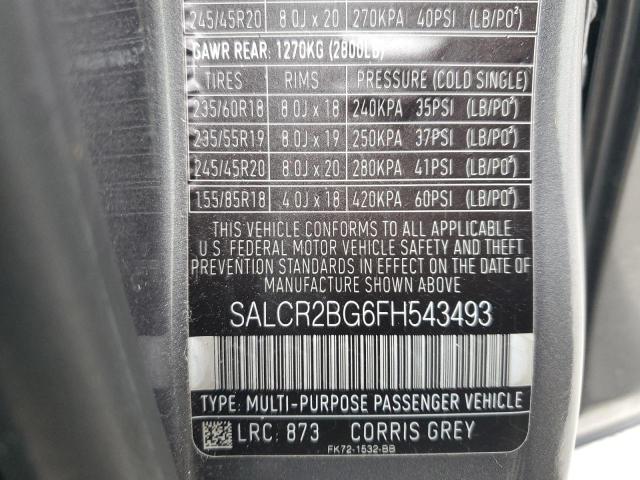 245/45R20 8.0J x 20 270KPA 40PSI (LB/PO²)
GAWR REAR: 1270KG (2800LB)
TIRES RIMS PRESSURE (COLD SINGLE)
235/60R18 8.0J x 18 240KPA 35PSI (LB/PO²)
235/55R19 8.0J x 19 250KPA 37PSI (LB/PO²)
245/45R20 8.0J x 20 280KPA 41PSI (LB/PO²)
155/85R18 4.0J x 18 420KPA 60PSI (LB/PO²)
THIS VEHICLE CONFORMS TO ALL APPLICABLE
U.S. FEDERAL MOTOR VEHICLE SAFETY AND THEFT
PREVENTION STANDARDS IN EFFECT ON THE DATE OF
MANUFACTURE SHOWN ABOVE
SALCR2BG6FH543493
TYPE: MULTI-PURPOSE PASSENGER VEHICLE
LRC: 873 CORRIS GREY
FK72-1532-BB